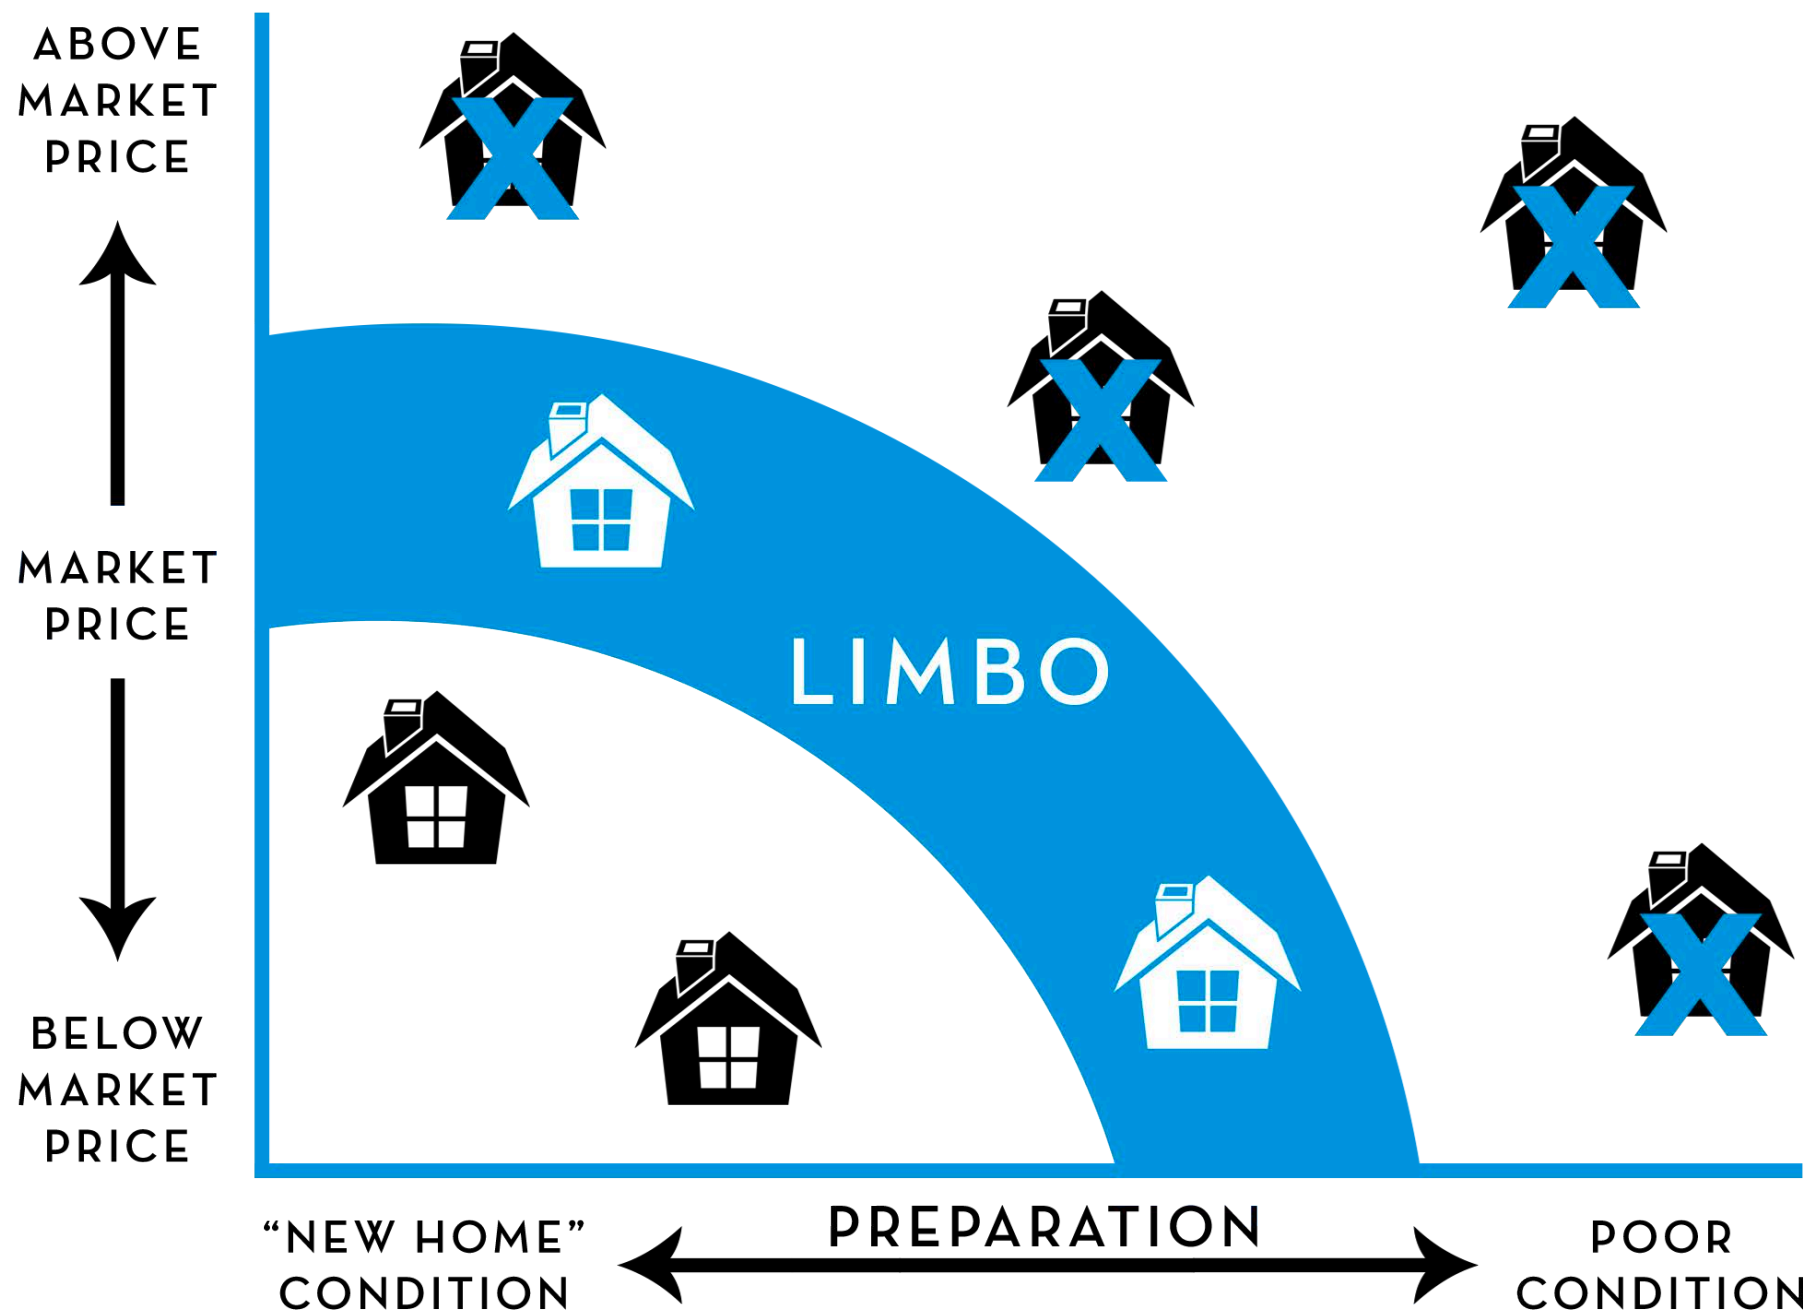 ABOVE
MARKET
PRICE
MARKET
PRICE
BELOW
MARKET
PRICE
LIMBO
“NEW HOME”
CONDITION
PREPARATION
POOR
CONDITION